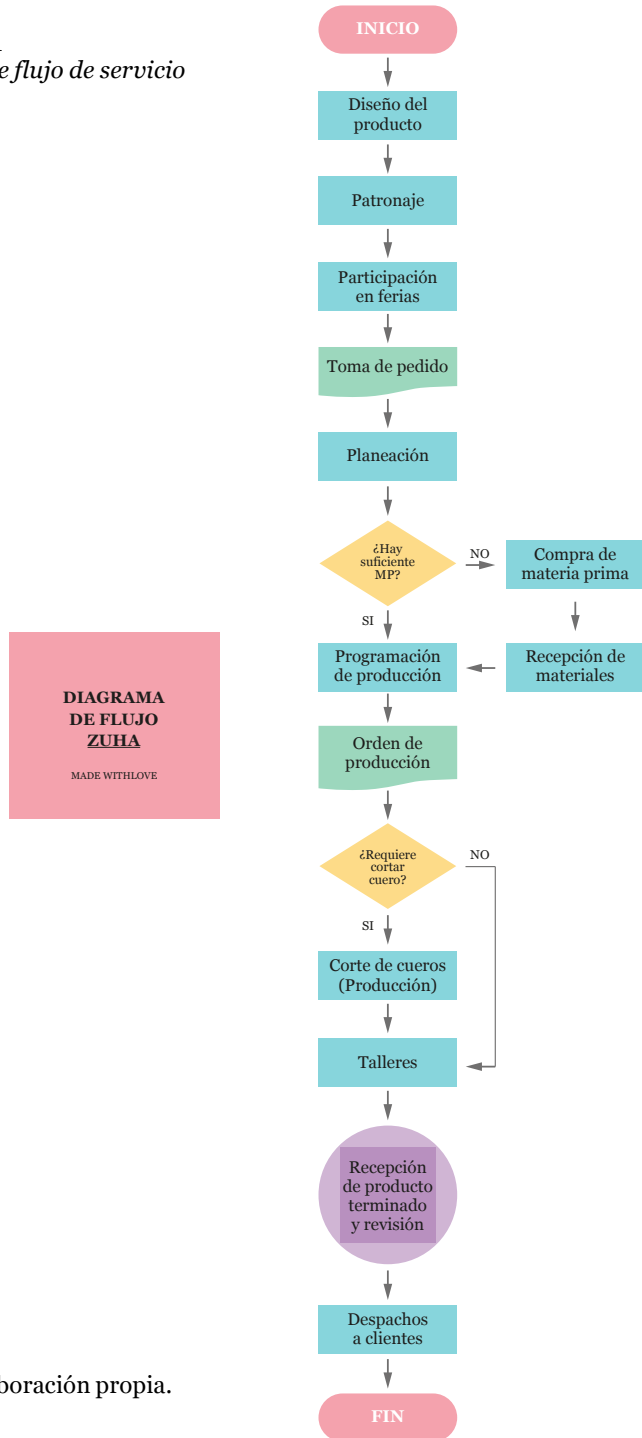 e flujo de servicio
INICIO
Diseño del
producto
Patronaje
Participación
en ferias
Toma de pedido
Planeación
¿Hay
suficiente
MP?
NO
Compra de
materia prima
SI
Programación
de producción
Recepción de
materiales
DIAGRAMA
DE FLUJO
ZUHA
MADE WITHLOVE
Orden de
producción
¿Requiere
cortar
cuero?
NO
SI
Corte de cueros
(Producción)
Talleres
Recepción
de producto
terminado
y revisión
Despachos
a clientes
boración propia.
FIN